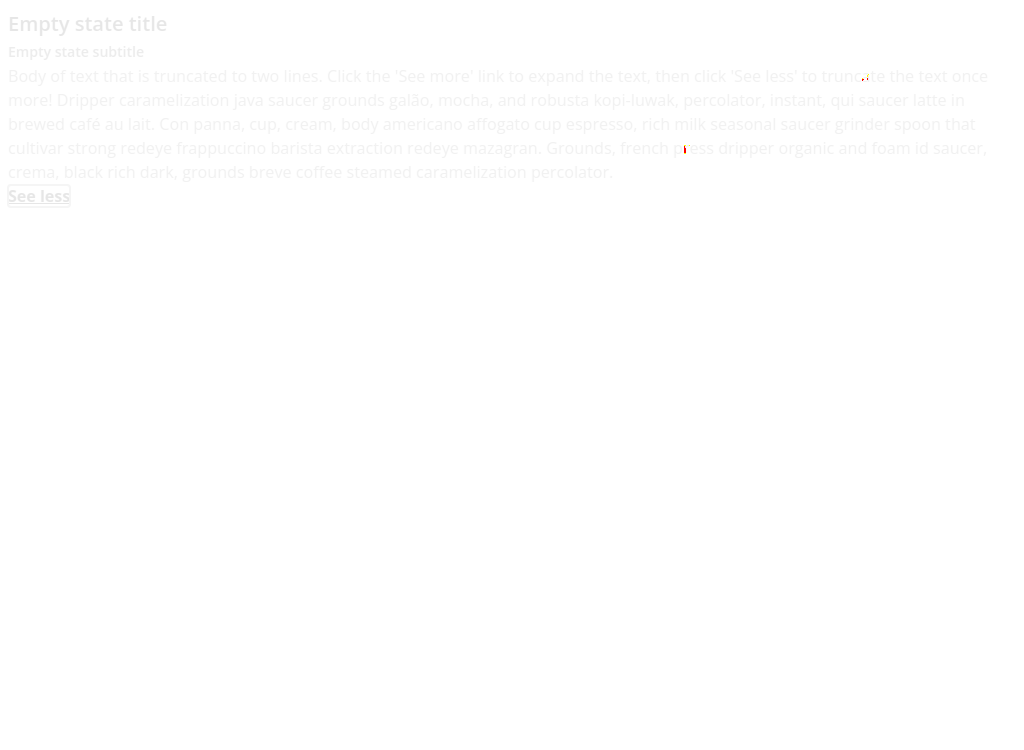 Empty state title
Empty state subtitle
Body of text that is truncated to two lines. Click the 'See more' link to expand the text, then click 'See less' to truncate the text once
more! Dripper caramelization java saucer grounds galão, mocha, and robusta kopi-luwak, percolator, instant, qui saucer latte in
brewed café au lait. Con panna, cup, cream, body americano affogato cup espresso, rich milk seasonal saucer grinder spoon that
cultivar strong redeye frappuccino barista extraction redeye mazagran. Grounds, french press dripper organic and foam id saucer,
crema, black rich dark, grounds breve coffee steamed caramelization percolator.
See less